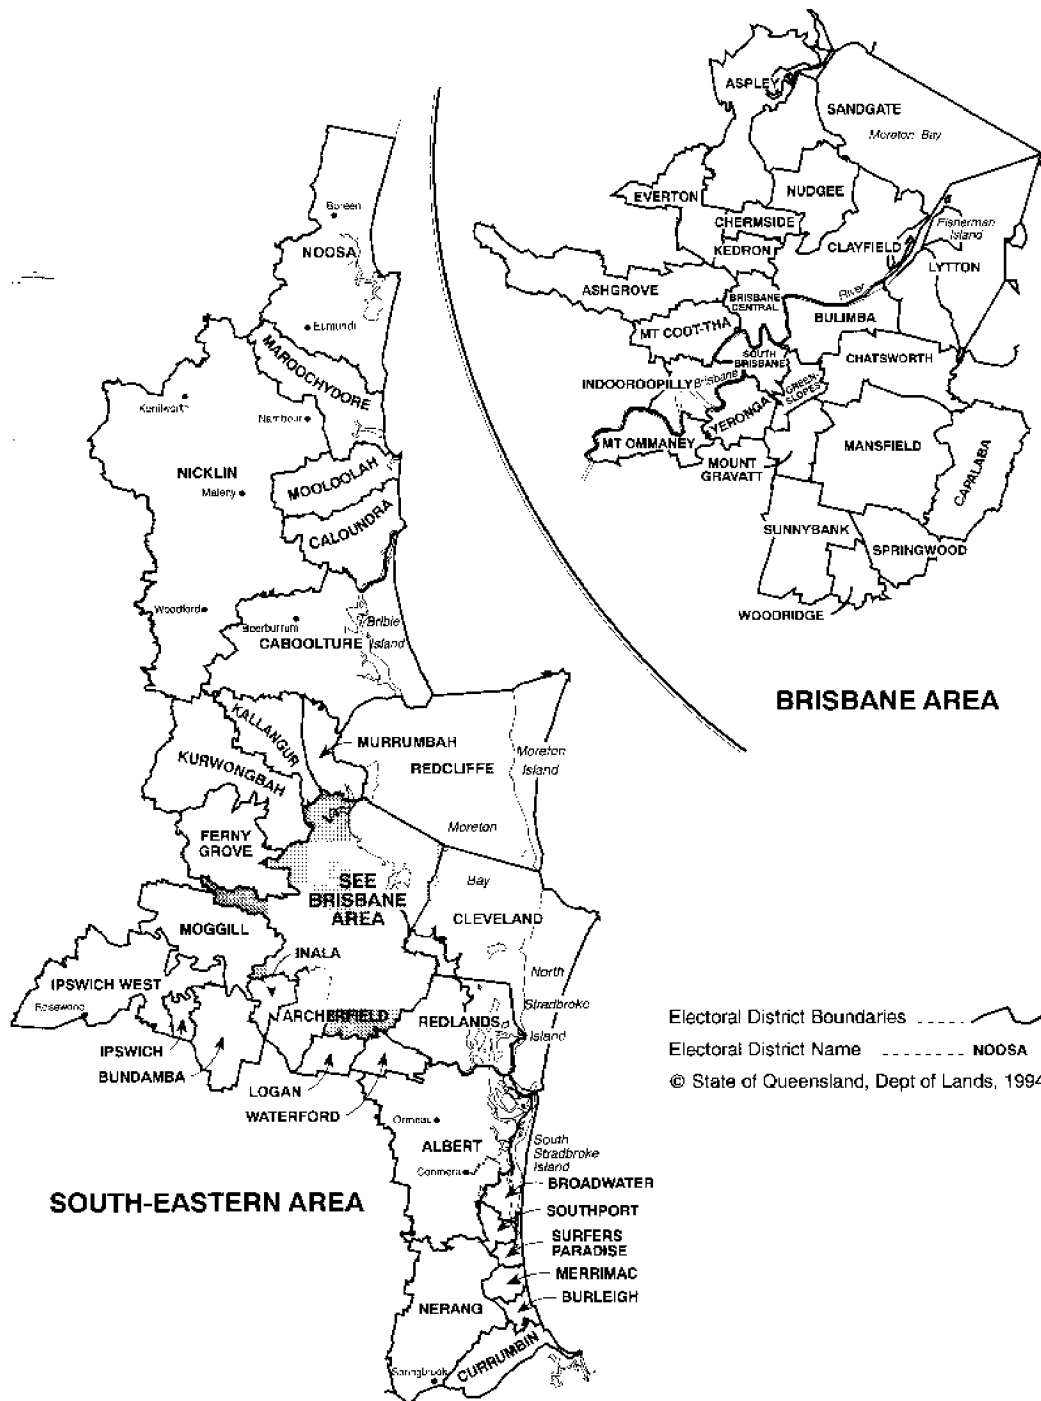 ASPLEY
SANDGATE
Moreton Bay
EVERTON
NUDGEE
CHERMSIDE
Fisherman
Island
KEDRON
CLAYFIELD
LYTTON
ASHGROVE
BRISBANE
CENTRAL
River
BULIMBA
MT COOT-THA
SOUTH
BRISBANE
CHATSWORTH
INDOOROOPILLY
Brisbane
GREEN-
SLOPES
YERONGA
MT OMMANEY
MOUNT
GRAVATT
MANSFIELD
CAPALABA
SUNNYBANK
SPRINGWOOD
WOODRIDGE
BRISBANE AREA
Boreen
NOOSA
Eumundi
MAROOCHYDORE
Kenilworth
Nambour
NICKLIN
Maleny
MOOLOOLAH
CALOUNDRA
Woodford
Beerburrum
CABOOLTURE
Bribie
Island
KALLANGUR
MURRUMBAH
REDCLIFFE
Moreton
Island
KURWONGBAH
FERNY
GROVE
Moreton
Bay
SEE
BRISBANE
AREA
CLEVELAND
MOGGILL
INALA
IPSWICH WEST
Rosewood
ARCHERFIELD
REDLANDS
North
Stradbroke
Island
IPSWICH
BUNDAMBA
LOGAN
WATERFORD
Ormeau
ALBERT
Coomera
South
Stradbroke
Island
BROADWATER
SOUTHPORT
SURFERS
PARADISE
MERRIMAC
BURLEIGH
NERANG
CURRUMBIN
Springbrook
SOUTH-EASTERN AREA
Electoral District Boundaries
Electoral District Name NOOSA
© State of Queensland, Dept of Lands, 1994